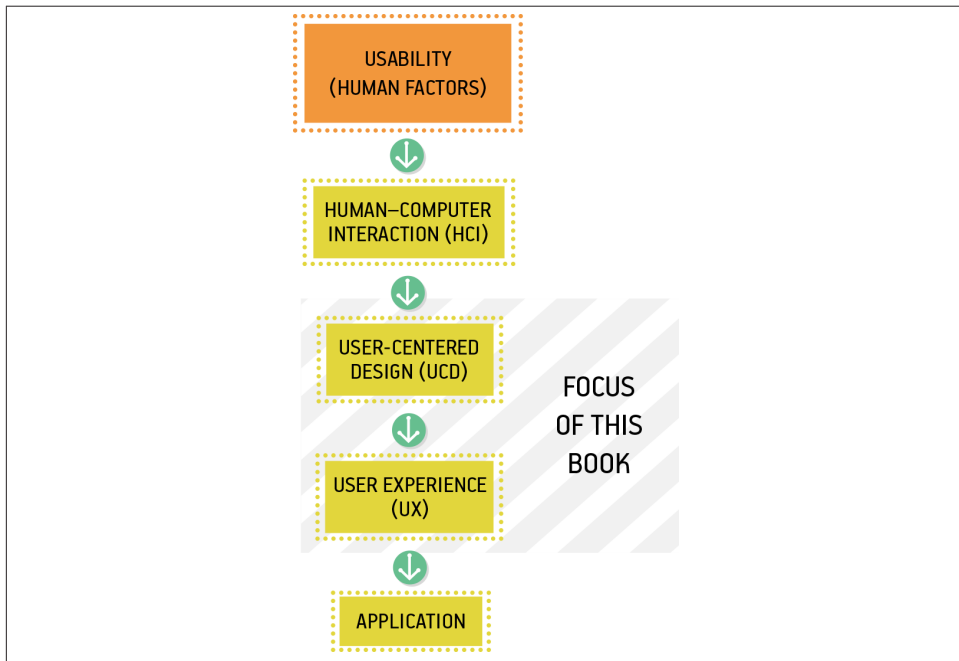 USABILITY
(HUMAN FACTORS)
HUMAN–COMPUTER
INTERACTION (HCI)
USER-CENTERED
DESIGN (UCD)
FOCUS
OF THIS
BOOK
USER EXPERIENCE
(UX)
APPLICATION